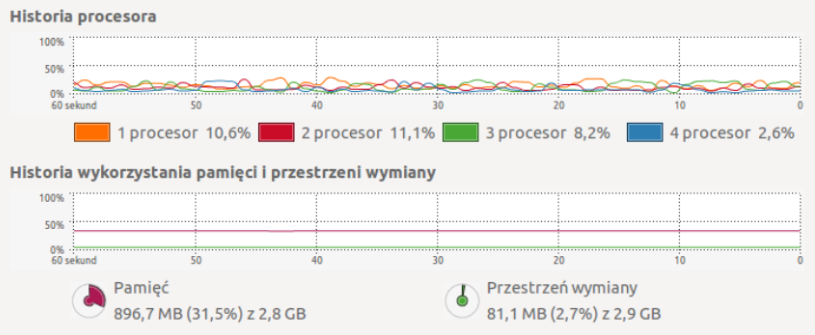 Historia procesora
100%
50%
0%
60 sekund 50 40 30 20 10 0
1 procesor 10,6% 2 procesor 11,1% 3 procesor 8,2% 4 procesor 2,6%
Historia wykorzystania pamięci i przestrzeni wymiany
100%
50%
0%
60 sekund 50 40 30 20 10 0
Pamięć Przestrzeń wymiany
896,7 MB (31,5%) z 2,8 GB 81,1 MB (2,7%) z 2,9 GB